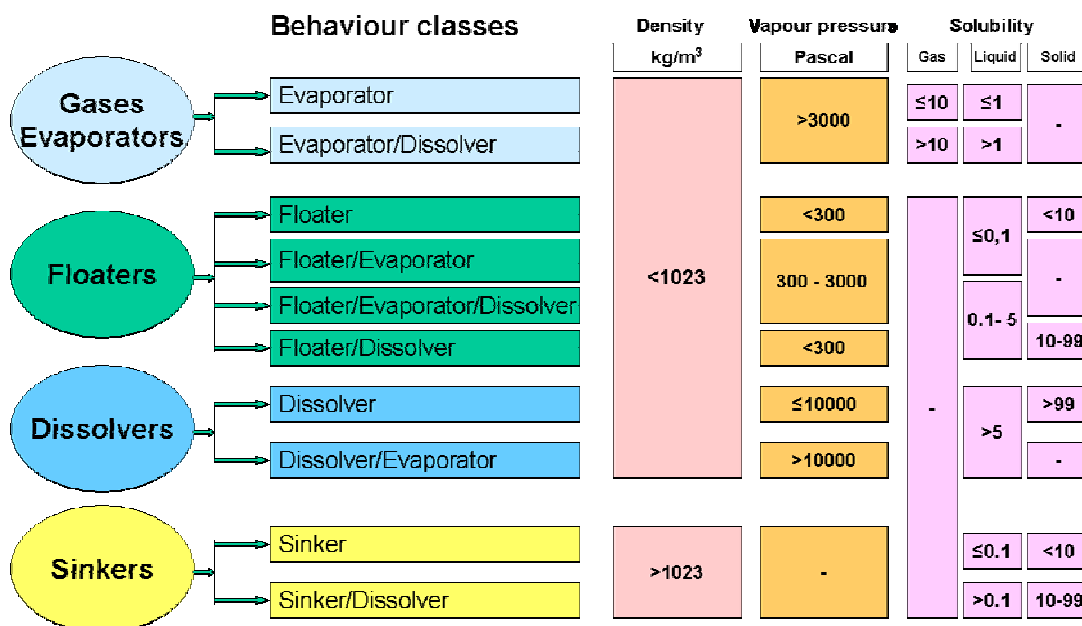 Behaviour classes
Density
Vapour pressure
Solubility
kg/m³
Pascal
Gas
Liquid
Solid
Gases
Evaporators
Evaporator
Evaporator/Dissolver
>3000
≤10
≤1
-
>10
>1
Floaters
Floater
Floater/Evaporator
Floater/Evaporator/Dissolver
Floater/Dissolver
<1023
<300
300 - 3000
<300
≤0,1
0.1- 5
<10
-
10-99
Dissolvers
Dissolver
Dissolver/Evaporator
≤10000
>10000
-
>5
>99
-
Sinkers
Sinker
Sinker/Dissolver
>1023
-
≤0.1
<10
>0.1
10-99